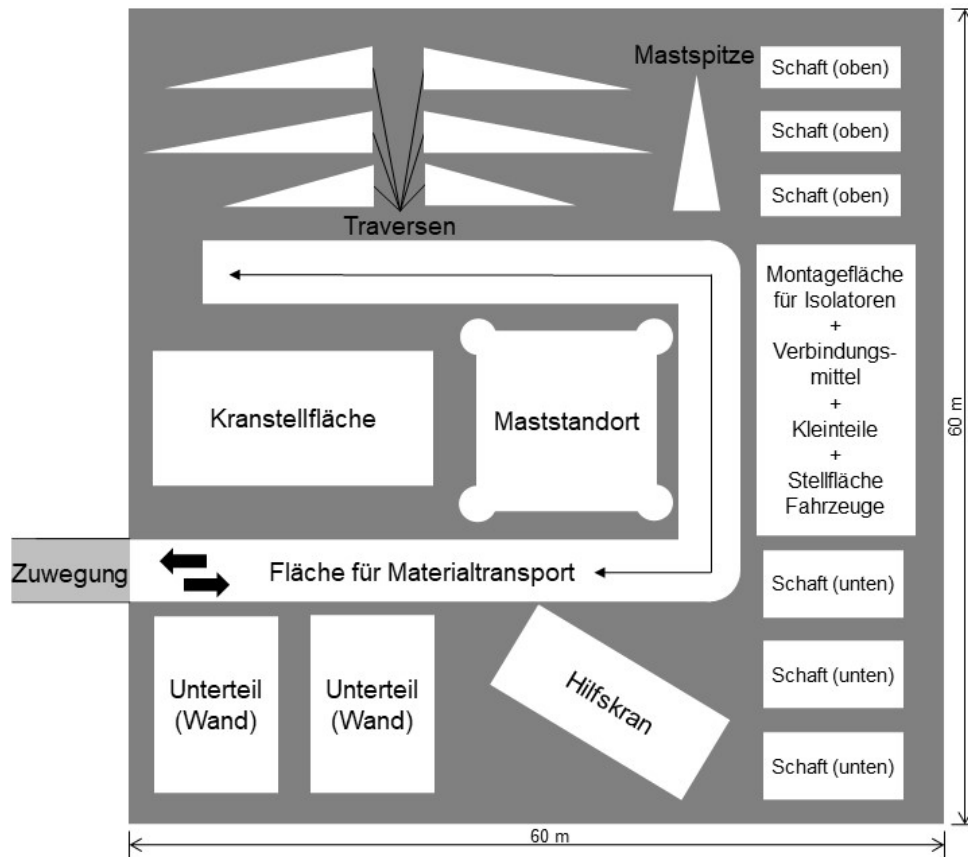 Mastspitze
Schaft (oben)
Schaft (oben)
Schaft (oben)
Traversen
Montagefläche
für Isolatoren
+
Verbindungs-
mittel
+
Kleinteile
+
Stellfläche
Fahrzeuge
Kranstellfläche
Maststandort
60 m
Zuwegung
Fläche für Materialtransport
Schaft (unten)
Schaft (unten)
Schaft (unten)
Unterteil
(Wand)
Unterteil
(Wand)
Hilfskran
60 m